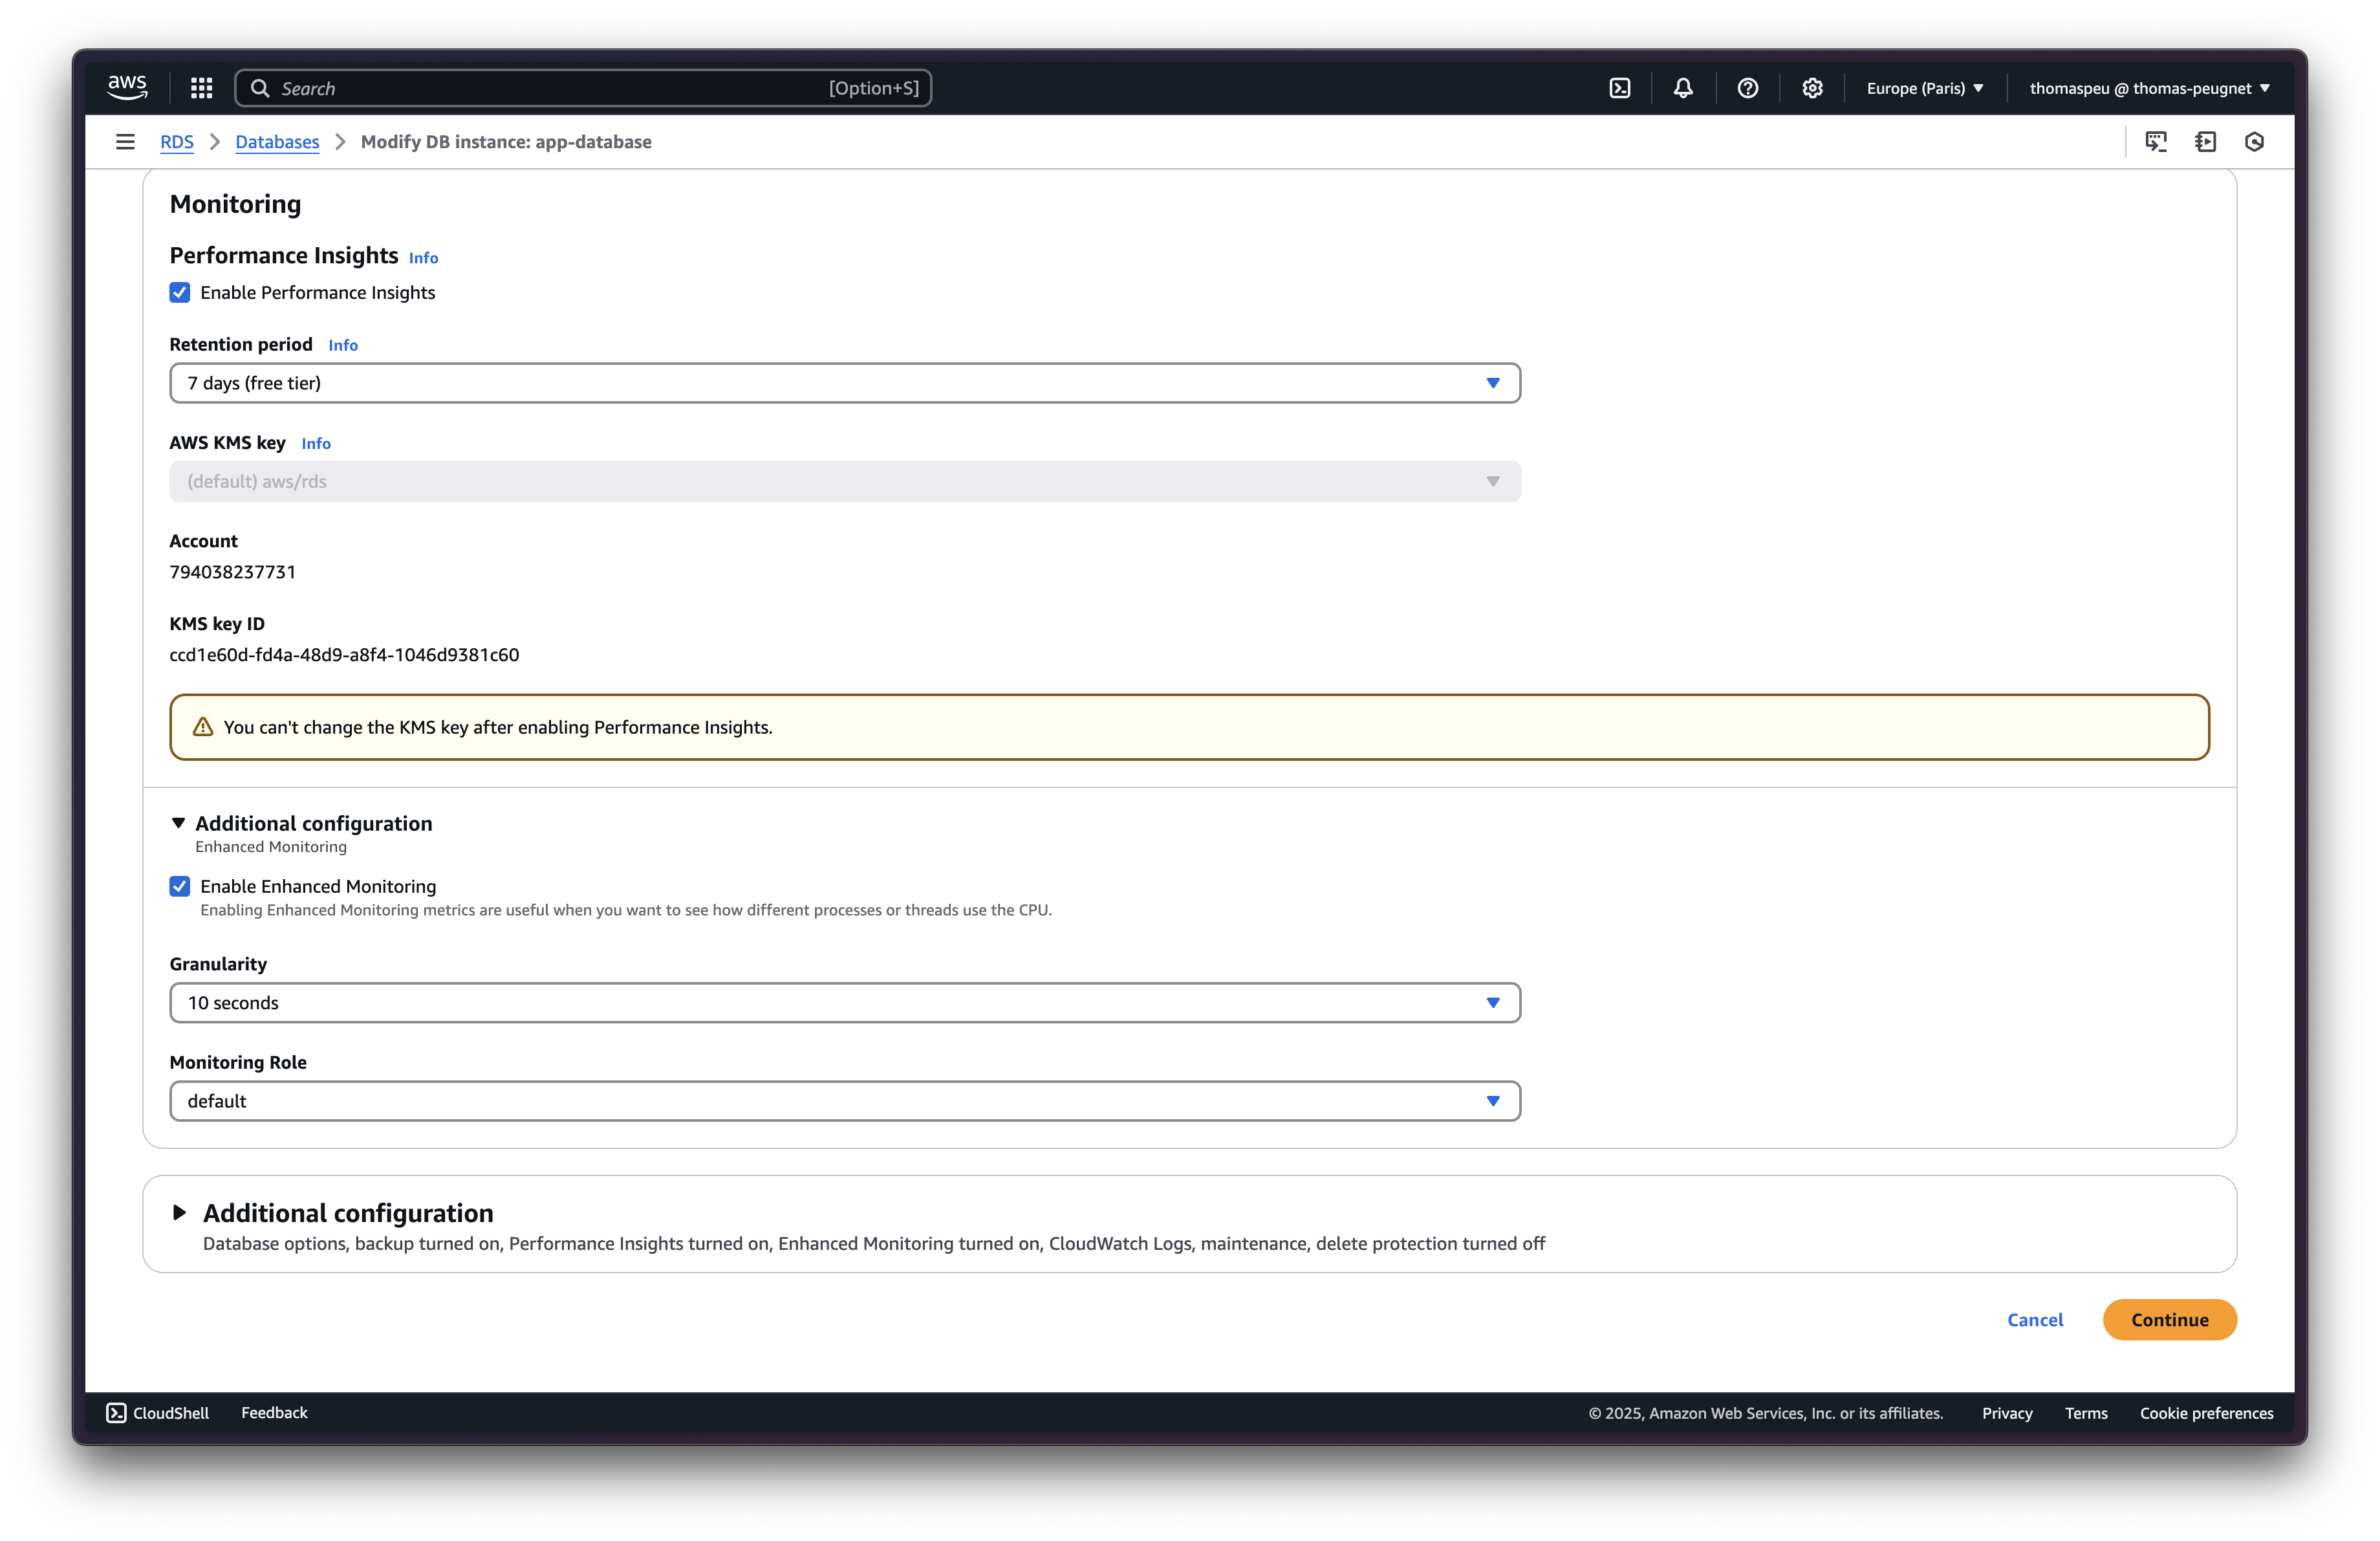 aws
Search [Option+S]
Europe (Paris)
thomaspeu @ thomas-peugnet
RDS
Databases
Modify DB instance: app-database
Monitoring
Performance Insights Info
Enable Performance Insights
Retention period Info
7 days (free tier)
AWS KMS key Info
(default) aws/rds
Account
794038237731
KMS key ID
ccd1e60d-fd4a-48d9-a8f4-1046d9381c60
You can't change the KMS key after enabling Performance Insights.
Additional configuration
Enhanced Monitoring
Enable Enhanced Monitoring
Enabling Enhanced Monitoring metrics are useful when you want to see how different processes or threads use the CPU.
Granularity
10 seconds
Monitoring Role
default
Additional configuration
Database options, backup turned on, Performance Insights turned on, Enhanced Monitoring turned on, CloudWatch Logs, maintenance, delete protection turned off
Cancel
Continue
CloudShell
Feedback
© 2025, Amazon Web Services, Inc. or its affiliates.
Privacy
Terms
Cookie preferences